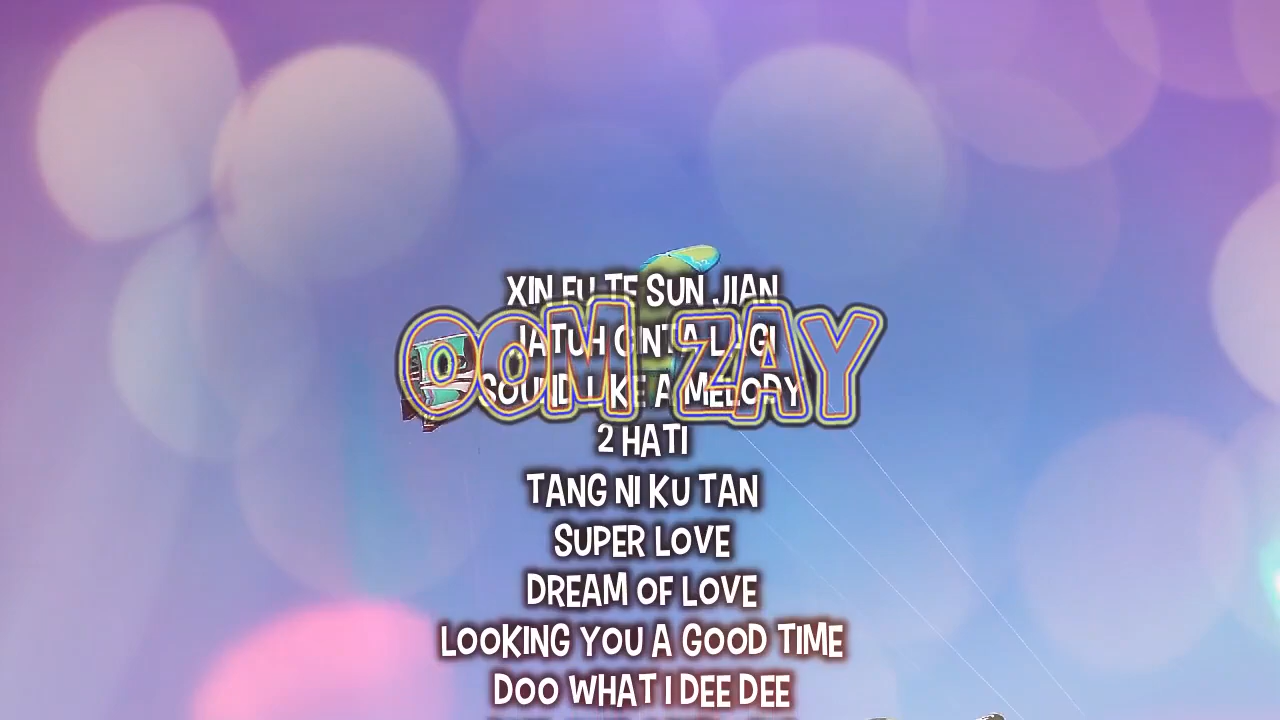 XIN FU TE SUN JIAN
OOM ZAY
JATUH CINTA LAGI
SOUND LIKE A MELODY
2 HATI
TANG NI KU TAN
SUPER LOVE
DREAM OF LOVE
LOOKING YOU A GOOD TIME
DOO WHAT I DEE DEE